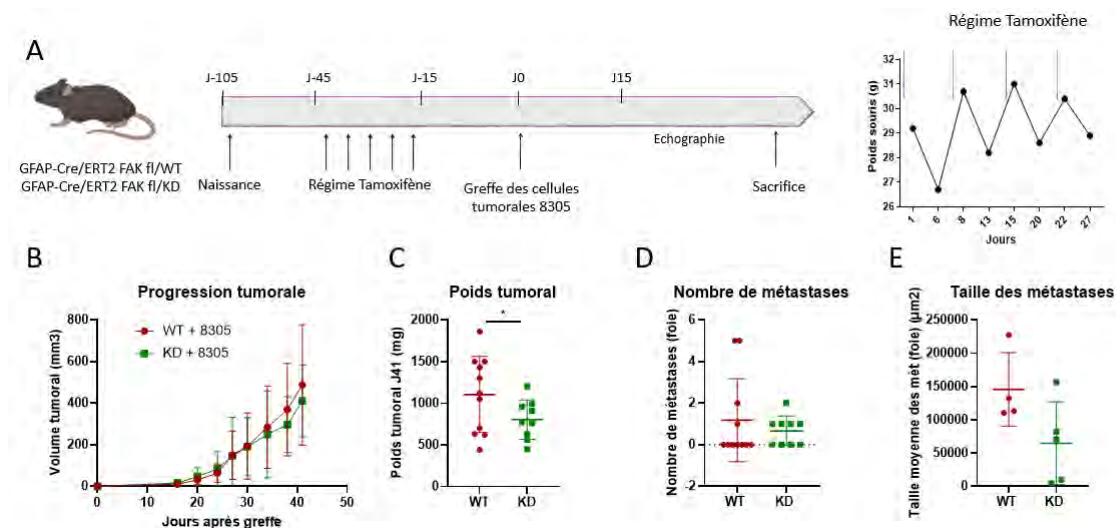 A
J-105
J-45
J-15
J0
J15
GFAP-Cre/ERT2 FAK fl/WT
GFAP-Cre/ERT2 FAK fl/KD
Naissance
Régime Tamoxifène
Greffe des cellules
tumorales 8305
Echographie
Sacrifice
Régime Tamoxifène
Poids souris (g)
32
31
30
29
28
27
26
1
6
8
13
15
20
22
27
Jours
B
Progression tumorale
Volume tumoral (mm3)
800
600
400
200
0
WT + 8305
KD + 8305
0
10
20
30
40
50
Jours après greffe
C
Poids tumoral
Poids tumoral J41 (mg)
2000
1500
1000
500
0
*
WT
KD
D
Nombre de métastases
Nombre de métastases (foie)
6
4
2
0
-2
WT
KD
E
Taille des métastases
Taille moyenne des mét (foie) (µm2)
250000
200000
150000
100000
50000
0
WT
KD